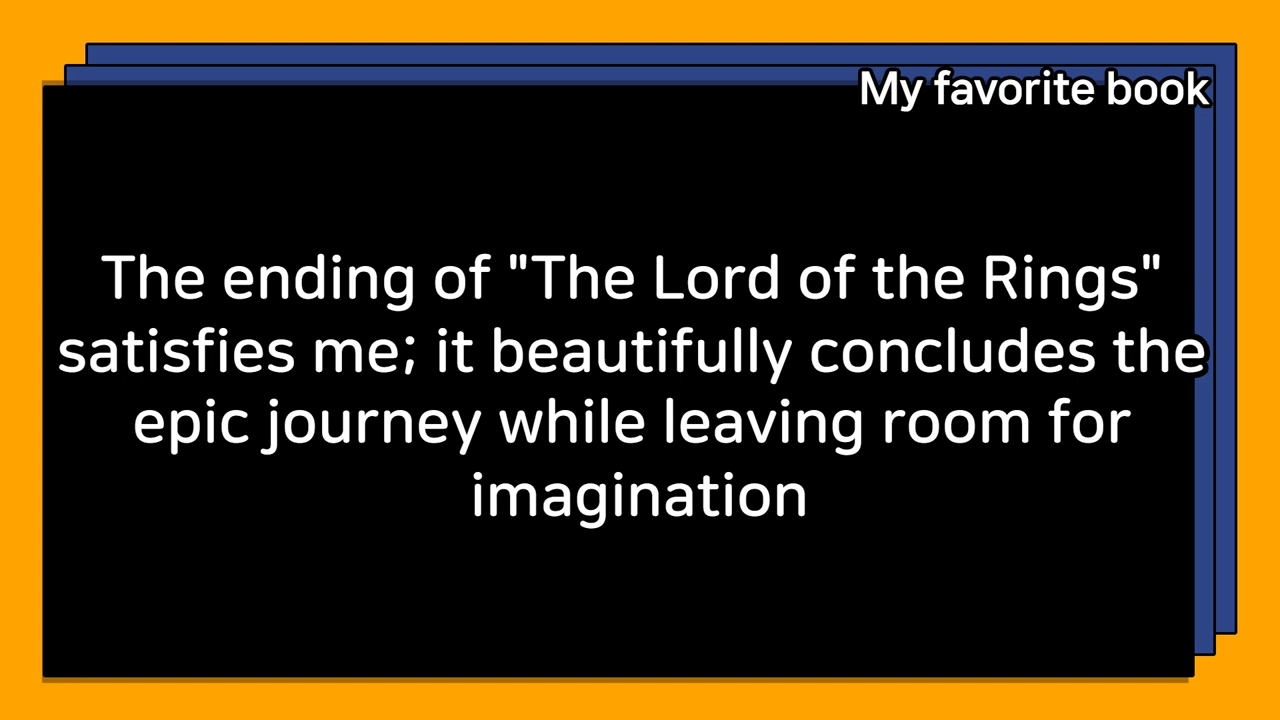 My favorite book
The ending of "The Lord of the Rings"
satisfies me; it beautifully concludes the
epic journey while leaving room for
imagination